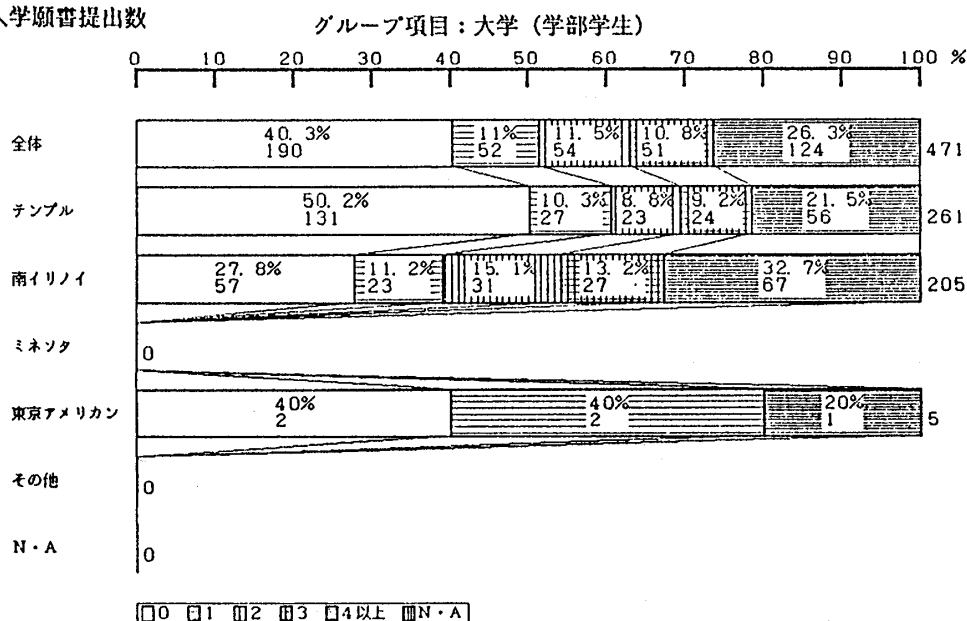 入学願書提出数
グループ項目：大学（学部学生）
0 10 20 30 40 50 60 70 80 90 100 %
全体 40.3% 11% 11.5% 10.8% 26.3%
190 52 54 51 124 471
テンプル 50.2% 10.3% 8.8% 9.2% 21.5%
131 27 23 24 56 261
南イリノイ 27.8% 11.2% 15.1% 13.2% 32.7%
57 23 31 27 67 205
ミネソタ 0
東京アメリカン 40% 40% 20%
2 2 1 5
その他 0
N・A 0
0 1 2 3 4以上 N・A